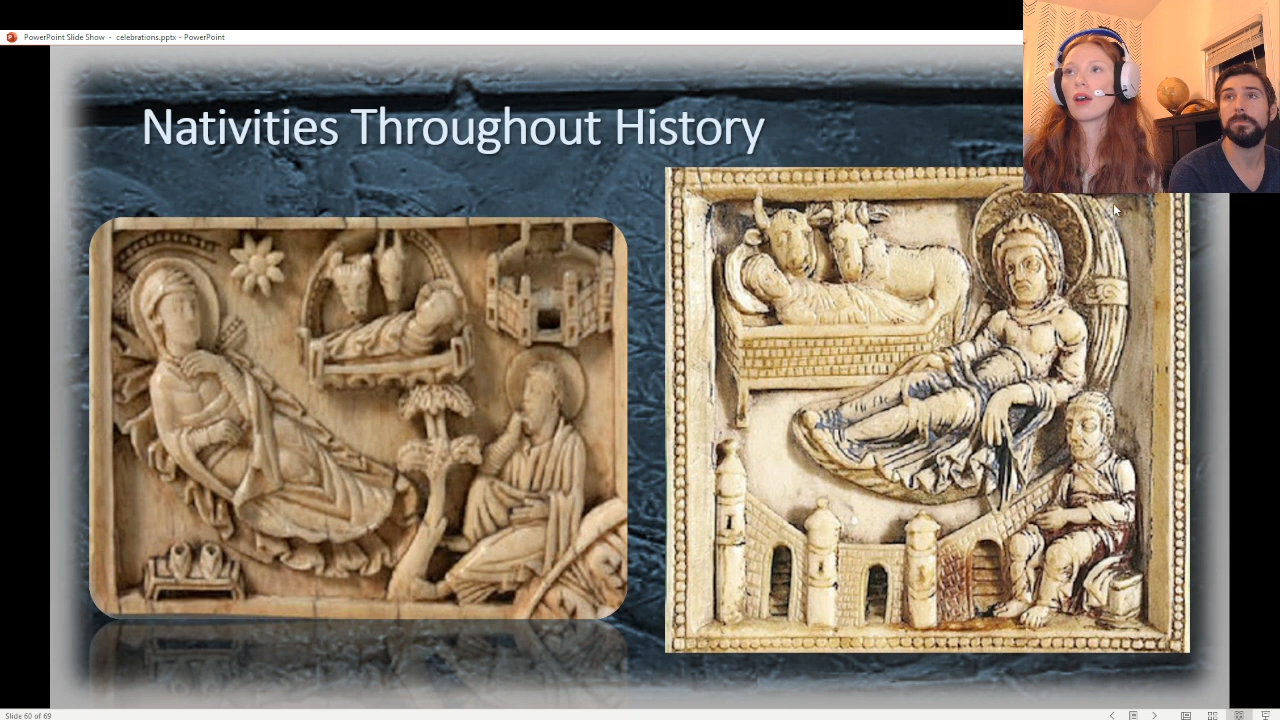 PowerPoint Slide Show - celebrations.pptx - PowerPoint
Nativities Throughout History
Slide 60 of 69